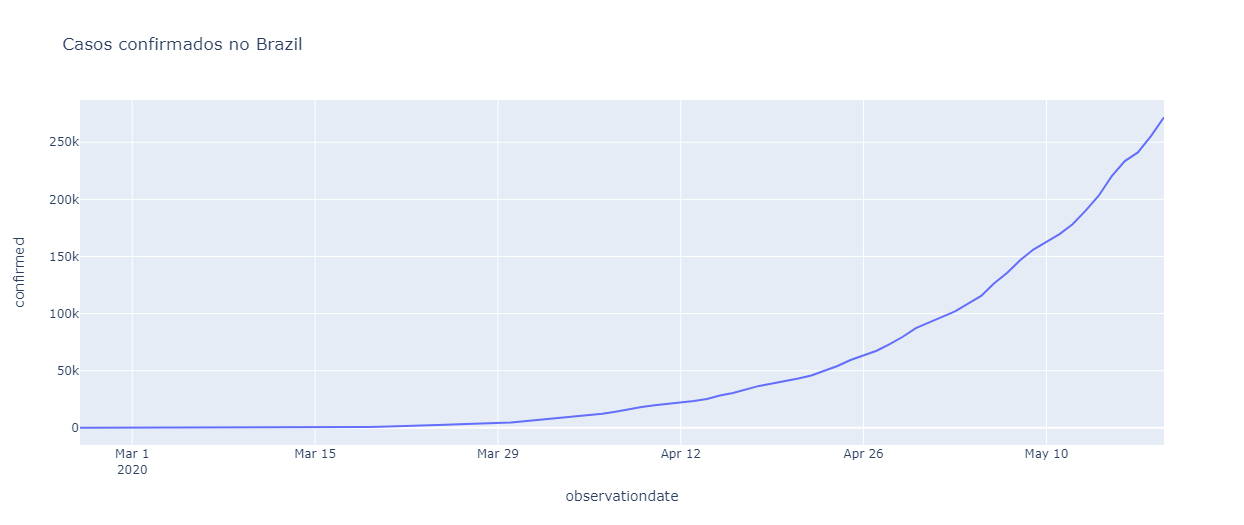 Casos confirmados no Brazil
confirmed
250k
200k
150k
100k
50k
0
Mar 1 Mar 15 Mar 29 Apr 12 Apr 26 May 10
2020
observationdate